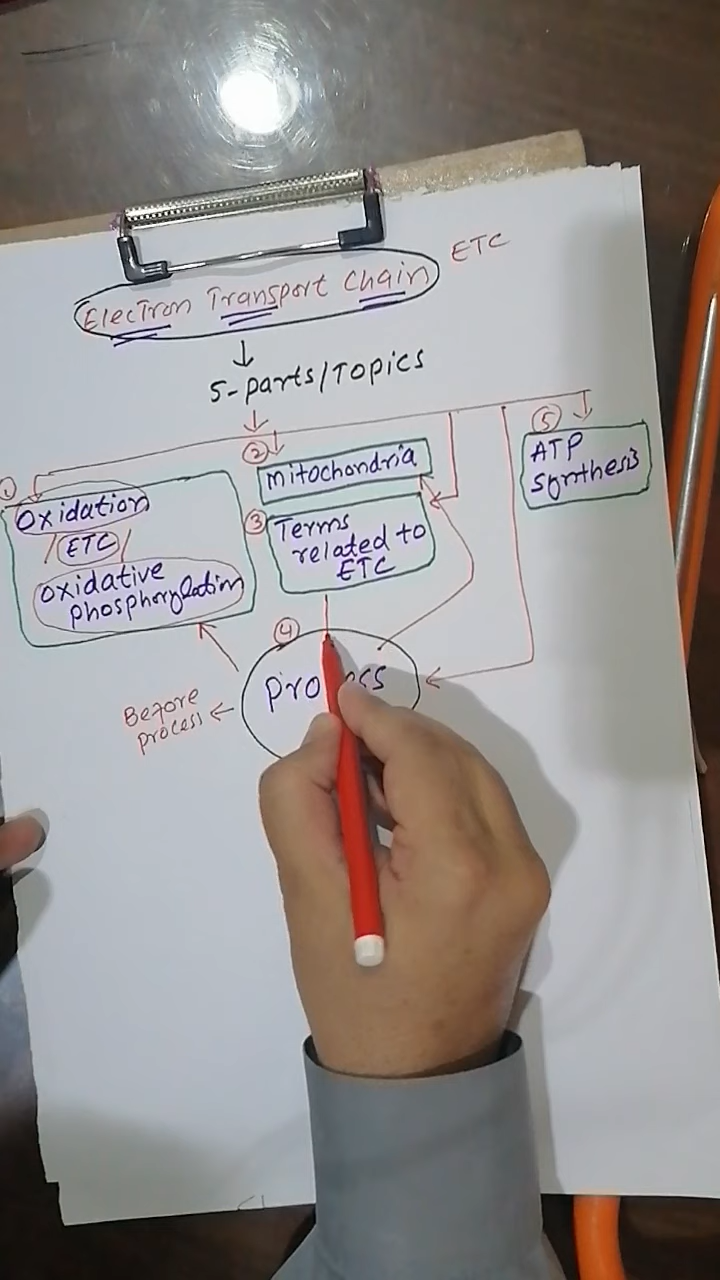 Electron Transport Chain
ETC
5-parts/Topics
1
Oxidation
/ETC/
Oxidative
phosphorylation
2
mitochondria
3
Terms
related to
ETC
4
Before
process
5
ATP
Synthesis